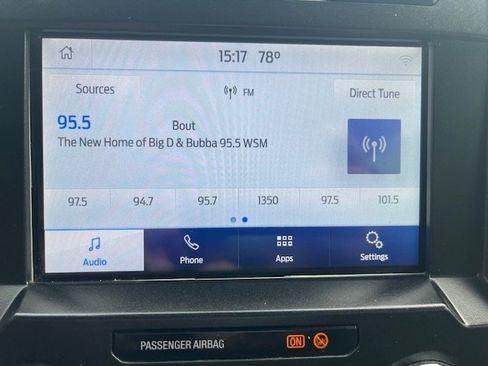 15:17 78°
Sources
FM
Direct Tune
95.5
Bout
The New Home of Big D & Bubba 95.5 WSM
97.5 94.7 95.7 1350 97.5 101.5
Audio
Phone
Apps
Settings
PASSENGER AIRBAG
ON